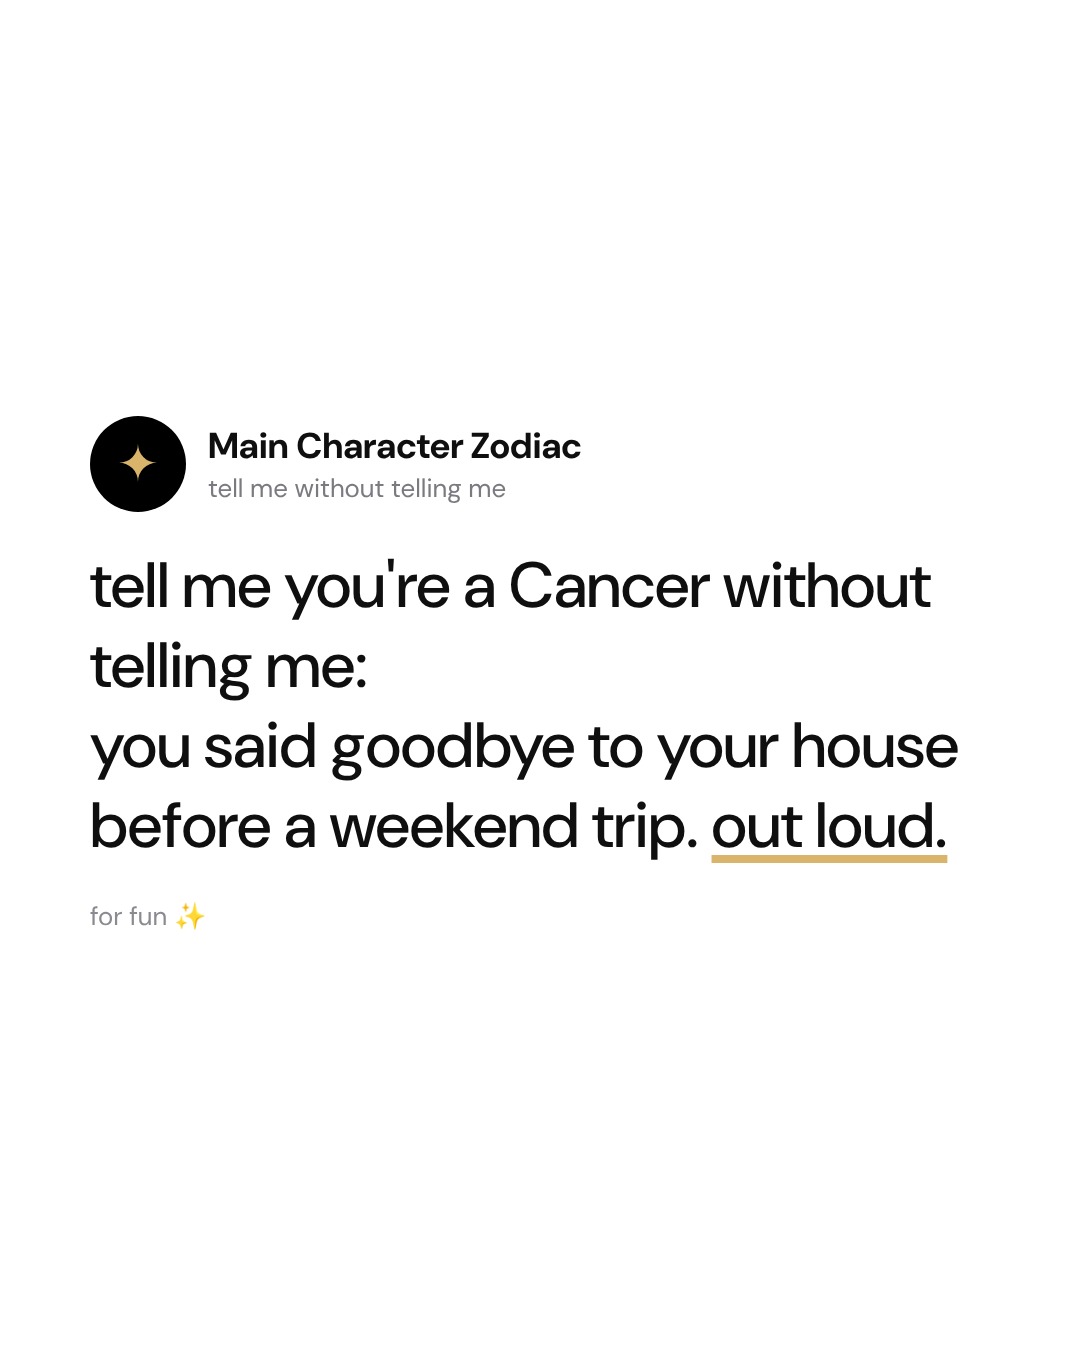 Main Character Zodiac
tell me without telling me
tell me you're a Cancer without
telling me:
you said goodbye to your house
before a weekend trip. out loud.
for fun ✨